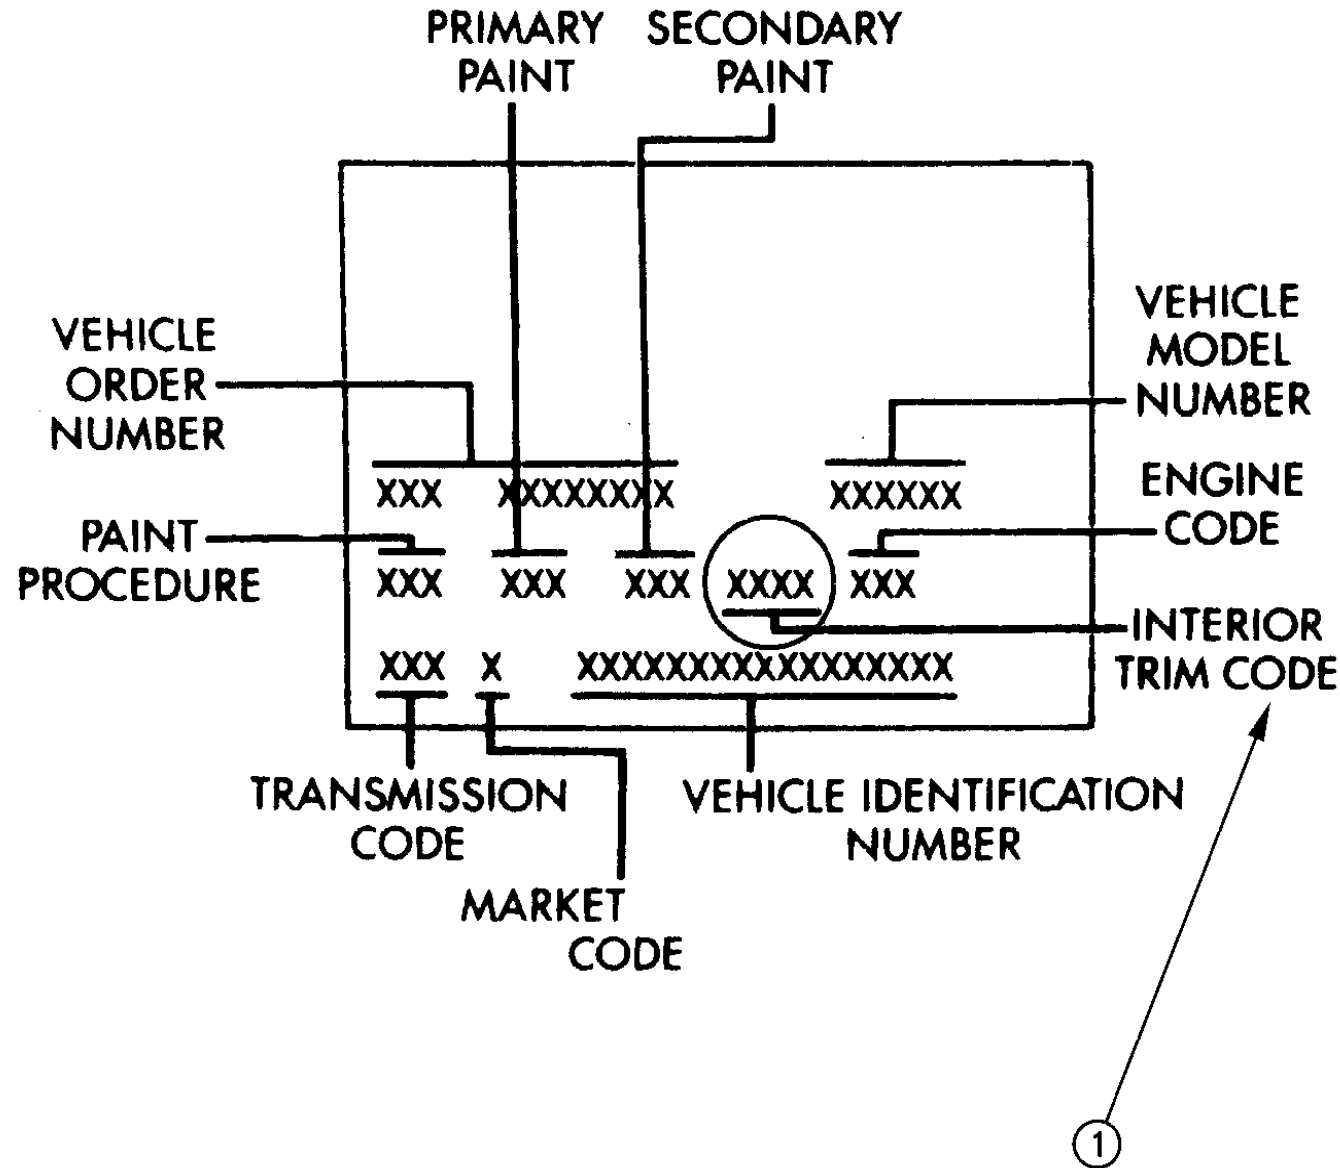 PRIMARY PAINT
SECONDARY PAINT
VEHICLE
ORDER
NUMBER
VEHICLE
MODEL
NUMBER
XXX XXXXXXXX XXXXXX
ENGINE
CODE
PAINT
PROCEDURE
XXX XXX XXX XXXX XXX
INTERIOR
TRIM CODE
XXX X XXXXXXXXXXXXXXXXX
TRANSMISSION
CODE
VEHICLE IDENTIFICATION
NUMBER
MARKET
CODE
1